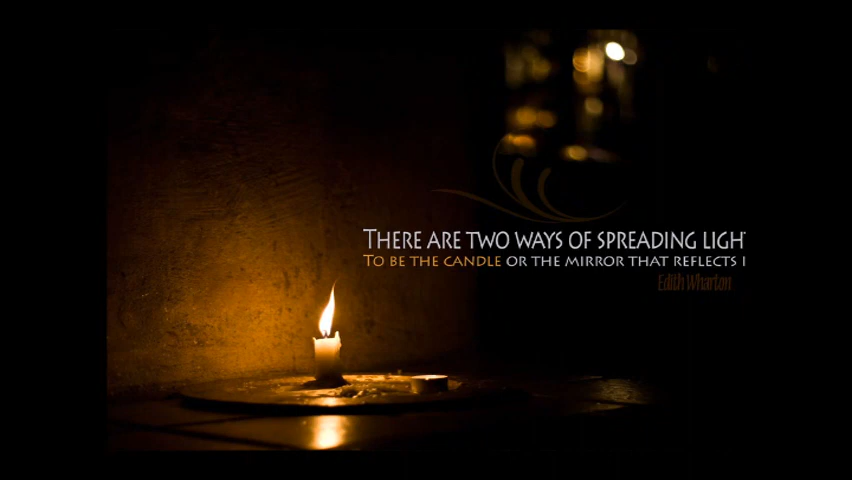 THERE ARE TWO WAYS OF SPREADING LIGH
TO BE THE CANDLE OR THE MIRROR THAT REFLECTS I
Edith Wharton